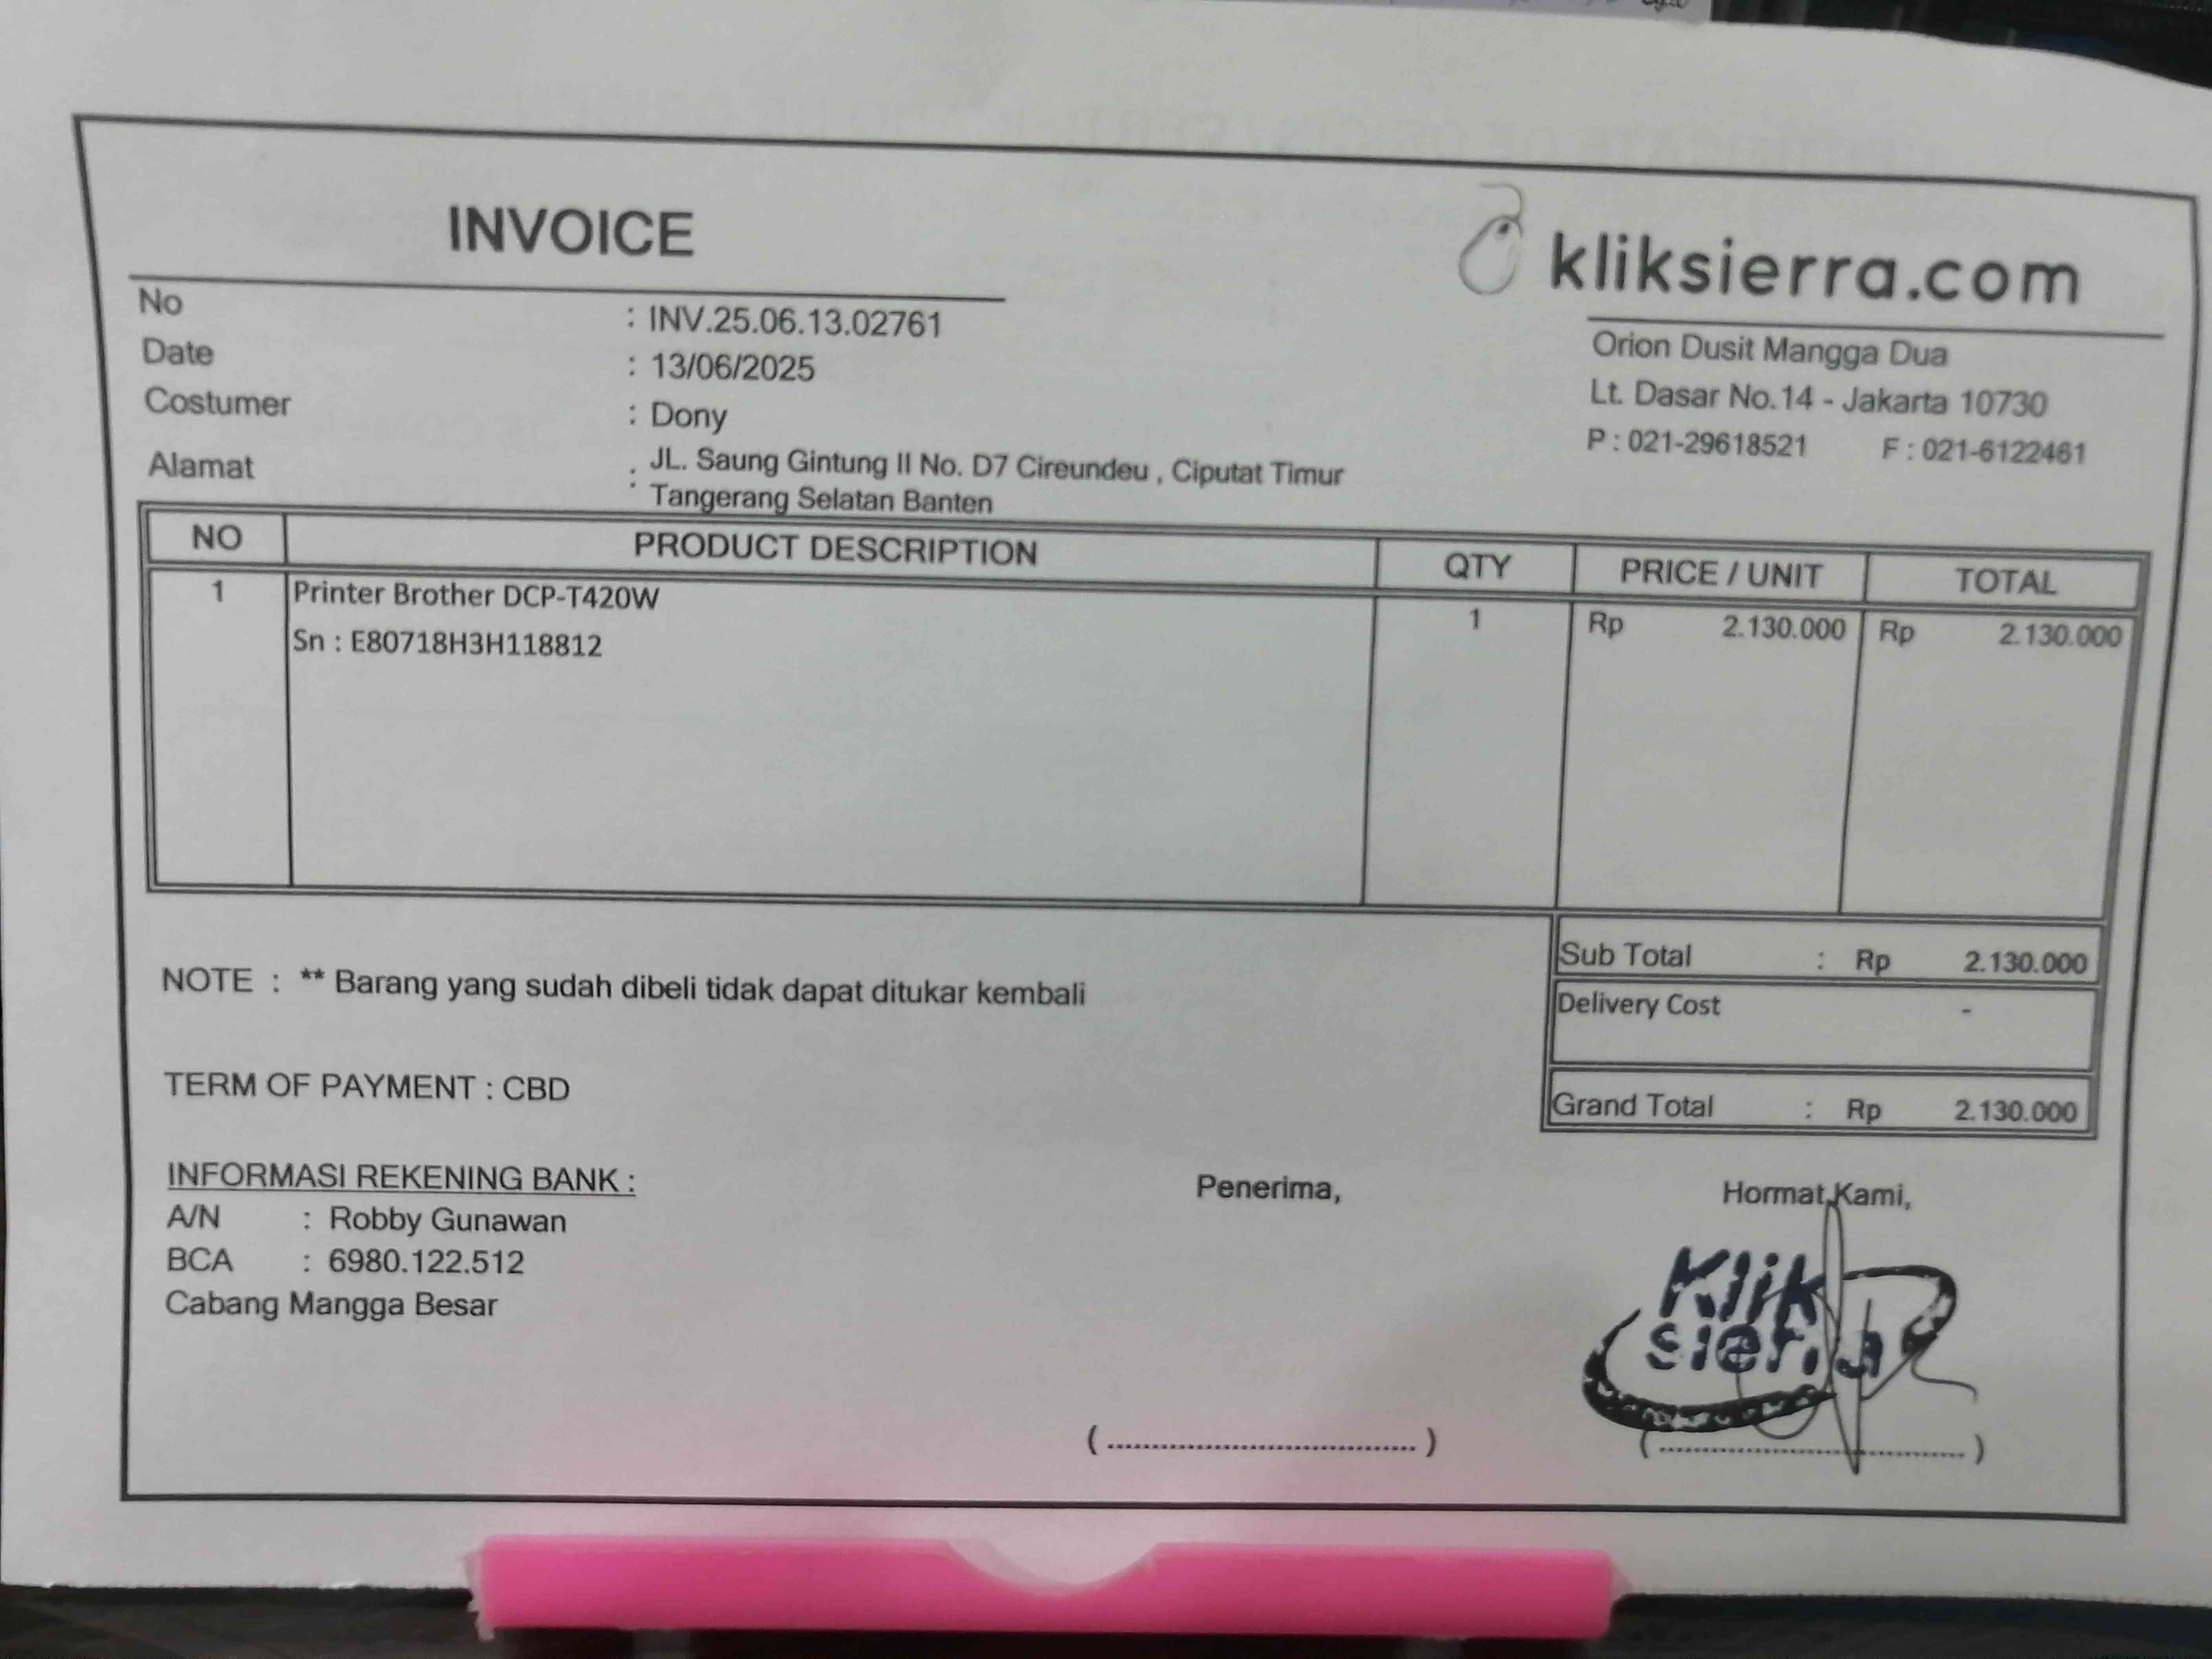 INVOICE
kliksierra.com
No : INV.25.06.13.02761
Date : 13/06/2025
Costumer : Dony
Alamat : JL. Saung Gintung II No. D7 Cireundeu , Ciputat Timur
Tangerang Selatan Banten
Orion Dusit Mangga Dua
Lt. Dasar No.14 - Jakarta 10730
P : 021-29618521 F : 021-6122461
NO PRODUCT DESCRIPTION QTY PRICE / UNIT TOTAL
1 Printer Brother DCP-T420W 1 Rp 2.130.000 Rp 2.130.000
Sn : E80718H3H118812
Sub Total : Rp 2.130.000
Delivery Cost -
Grand Total : Rp 2.130.000
NOTE : ** Barang yang sudah dibeli tidak dapat ditukar kembali
TERM OF PAYMENT : CBD
INFORMASI REKENING BANK :
A/N : Robby Gunawan
BCA : 6980.122.512
Cabang Mangga Besar
Penerima,
(..................................)
Hormat Kami,
Klik
sierra
(..................................)